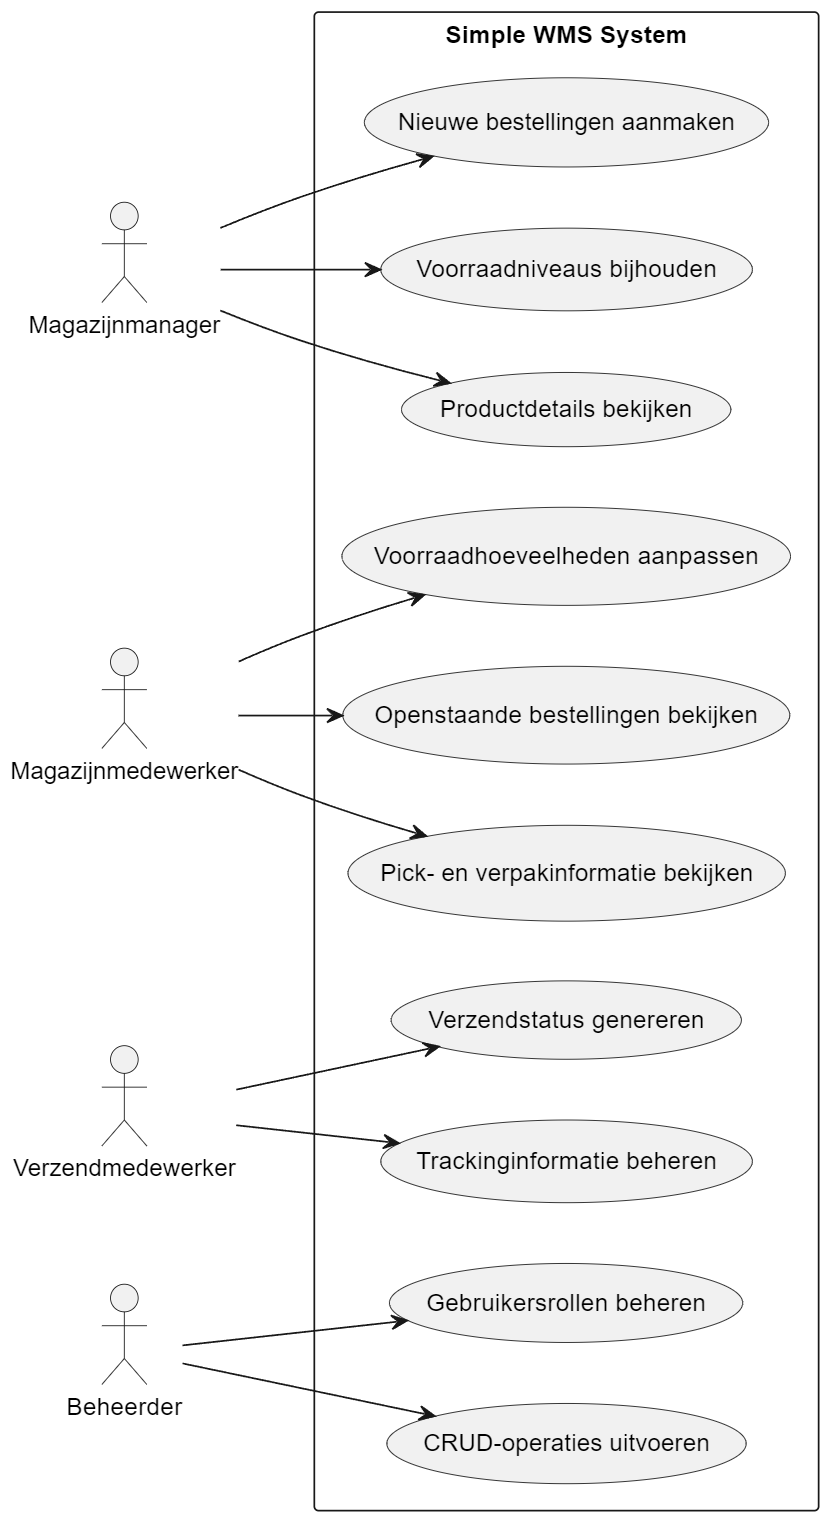 Simple WMS System
Nieuwe bestellingen aanmaken
Voorraadniveaus bijhouden
Magazijnmanager
Productdetails bekijken
Voorraadhoeveelheden aanpassen
Openstaande bestellingen bekijken
Magazijnmedewerker
Pick- en verpakinformatie bekijken
Verzendstatus genereren
Trackinginformatie beheren
Verzendmedewerker
Gebruikersrollen beheren
Beheerder
CRUD-operaties uitvoeren